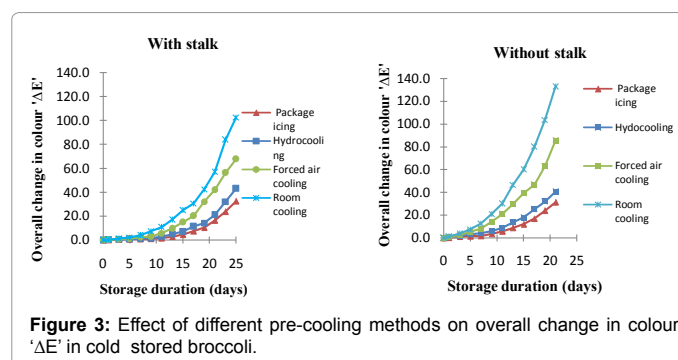 With stalk
Overall change in colour 'ΔE'
140.0
120.0
100.0
80.0
60.0
40.0
20.0
0.0
0 5 10 15 20 25
Storage duration (days)
Package
icing
Hydrocooli
ng
Forced air
cooling
Room
cooling
Without stalk
Overall change in colour 'ΔE'
140.0
120.0
100.0
80.0
60.0
40.0
20.0
0.0
0 5 10 15 20 25
Storage duration (days)
Package
icing
Hydocooling
Forced air
cooling
Room
cooling
Figure 3: Effect of different pre-cooling methods on overall change in colour
'ΔE' in cold stored broccoli.